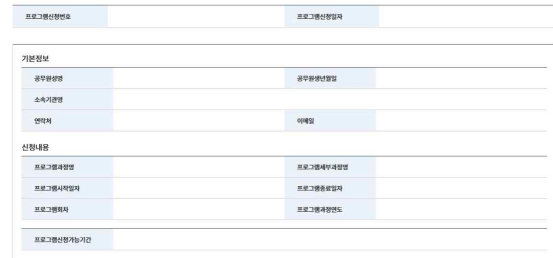 프로그램신청번호 프로그램신청일자
기본정보
공무원성명 공무원생년월일
소속기관명
연락처 이메일
신청내용
프로그램과정명 프로그램세부과정명
프로그램시작일자 프로그램종료일자
프로그램회차 프로그램과정연도
프로그램신청가능기간